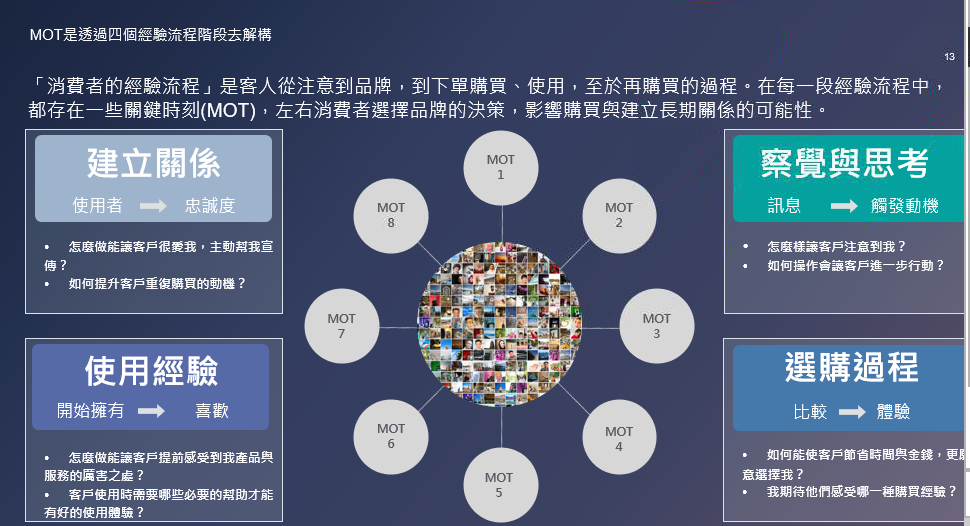 MOT是透過四個經驗流程階段去解構
13
「消費者的經驗流程」是客人從注意到品牌，到下單購買、使用，至於再購買的過程。在每一段經驗流程中，
都存在一些關鍵時刻(MOT)，左右消費者選擇品牌的決策，影響購買與建立長期關係的可能性。
建立關係
使用者 忠誠度
• 怎麼做能讓客戶很愛我，主動幫我宣
傳？
• 如何提升客戶重復購買的動機？
使用經驗
開始擁有 喜歡
• 怎麼做能讓客戶提前感受到我產品與
服務的厲害之處？
• 客戶使用時需要哪些必要的幫助才能
有好的使用體驗？
MOT
1
MOT
2
MOT
3
MOT
4
MOT
5
MOT
6
MOT
7
MOT
8
察覺與思考
訊息 觸發動機
• 怎麼樣讓客戶注意到我？
• 如何操作會讓客戶進一步行動？
選購過程
比較 體驗
• 如何能使客戶節省時間與金錢，更願
意選擇我？
• 我期待他們感受哪一種購買經驗？